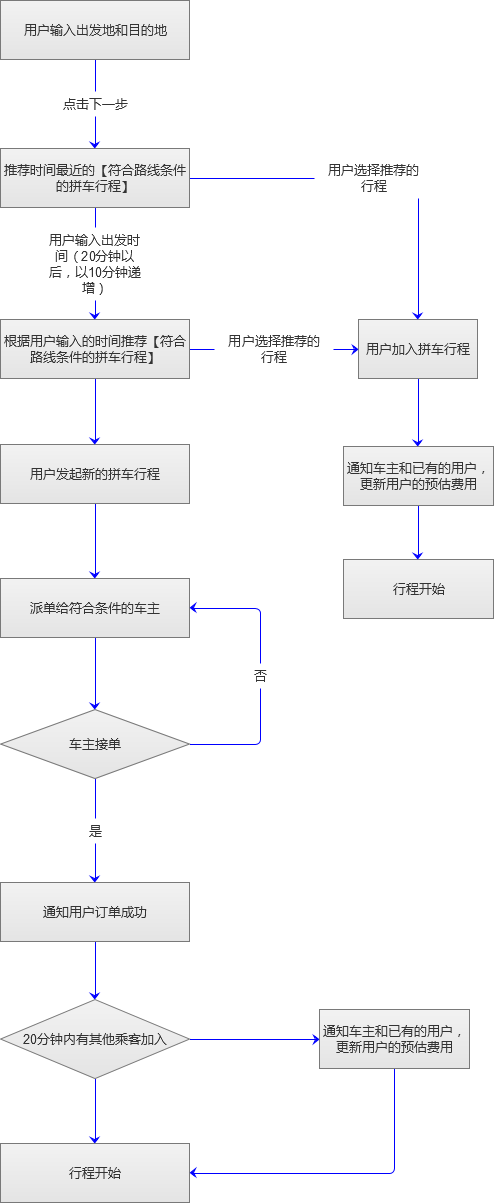 用户输入出发地和目的地
点击下一步
推荐时间最近的【符合路线条件
的拼车行程】
用户选择推荐的
行程
用户输入出发时
间（20分钟以
后，以10分钟递
增）
根据用户输入的时间推荐【符合
路线条件的拼车行程】
用户选择推荐的
行程
用户加入拼车行程
通知车主和已有的用户，
更新用户的预估费用
用户发起新的拼车行程
行程开始
派单给符合条件的车主
否
车主接单
是
通知用户订单成功
20分钟内有其他乘客加入
通知车主和已有的用户，
更新用户的预估费用
行程开始